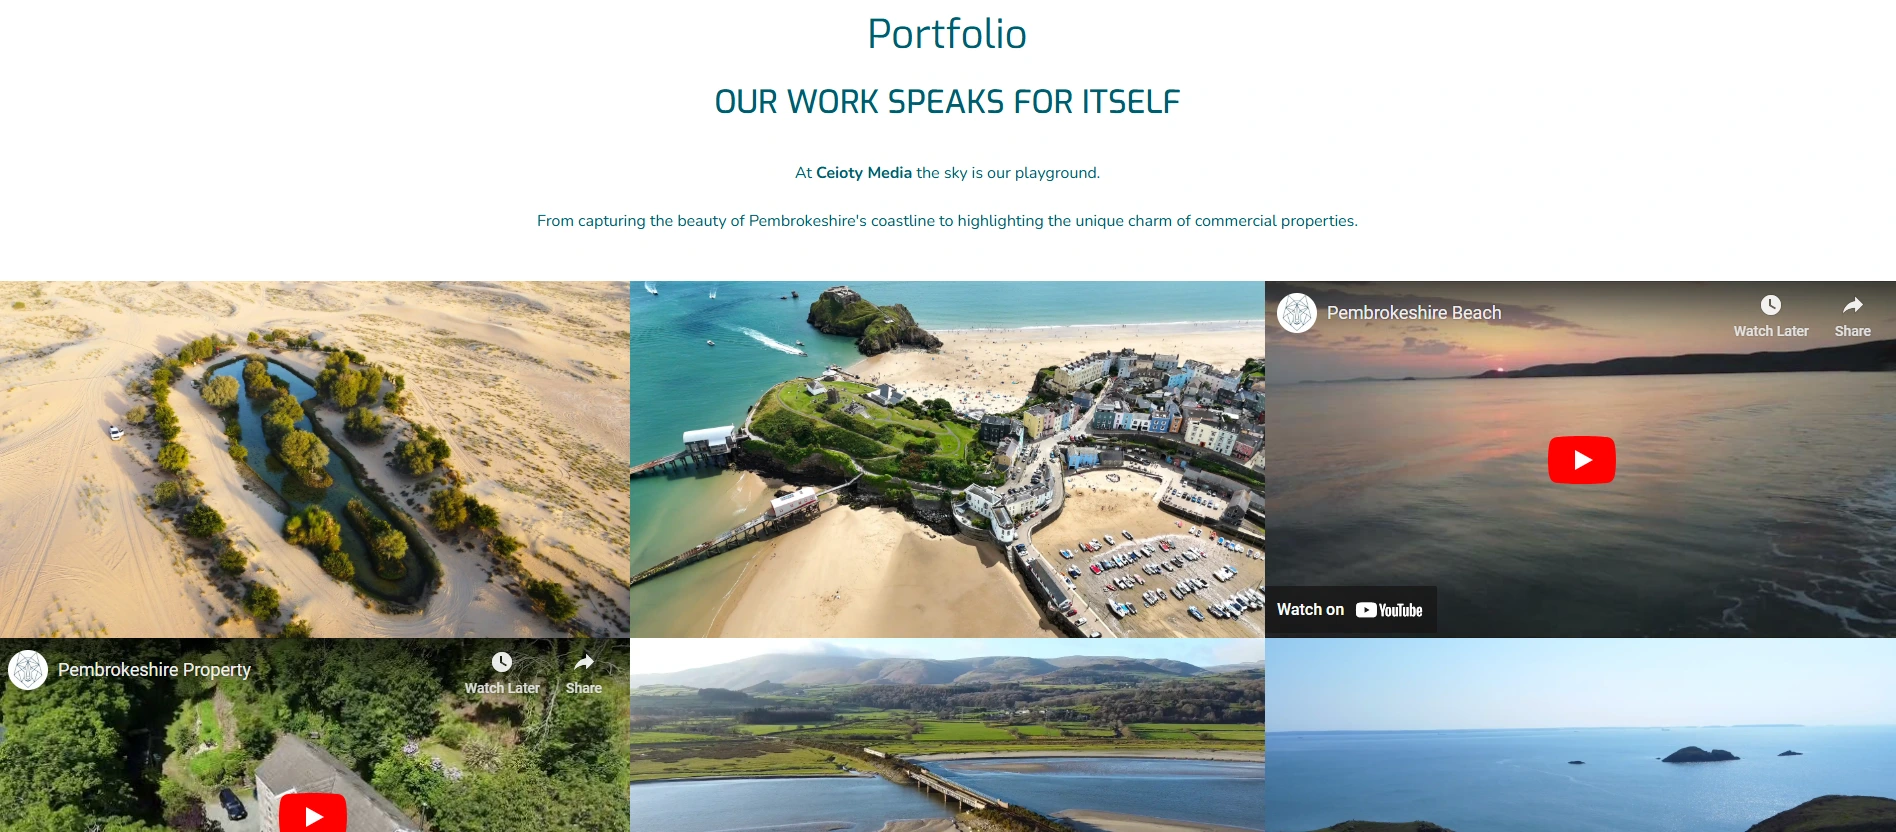 Portfolio
OUR WORK SPEAKS FOR ITSELF
At Ceioty Media the sky is our playground.
From capturing the beauty of Pembrokeshire's coastline to highlighting the unique charm of commercial properties.
Pembrokeshire Beach
Watch Later
Share
Watch on YouTube
Pembrokeshire Property
Watch Later
Share